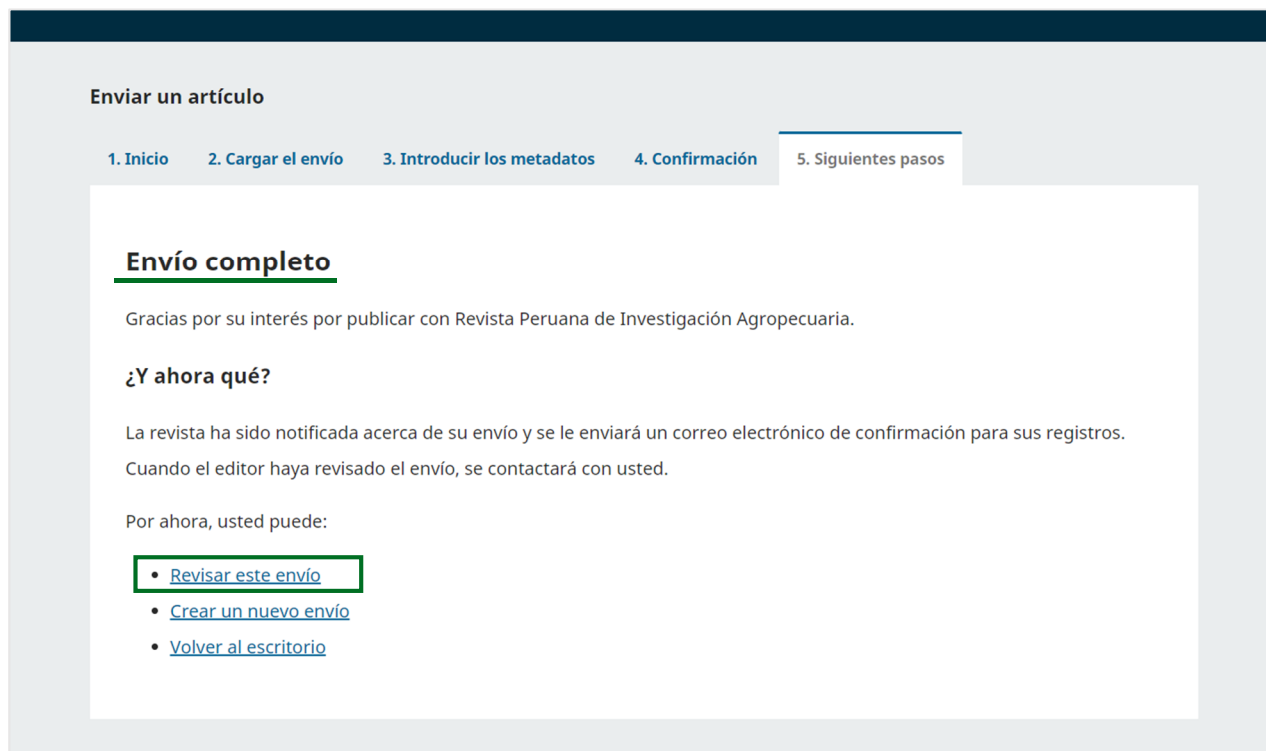 Enviar un artículo
1. Inicio 2. Cargar el envío 3. Introducir los metadatos 4. Confirmación 5. Siguientes pasos
Envío completo
Gracias por su interés por publicar con Revista Peruana de Investigación Agropecuaria.
¿Y ahora qué?
La revista ha sido notificada acerca de su envío y se le enviará un correo electrónico de confirmación para sus registros.
Cuando el editor haya revisado el envío, se contactará con usted.
Por ahora, usted puede:
• Revisar este envío
• Crear un nuevo envío
• Volver al escritorio